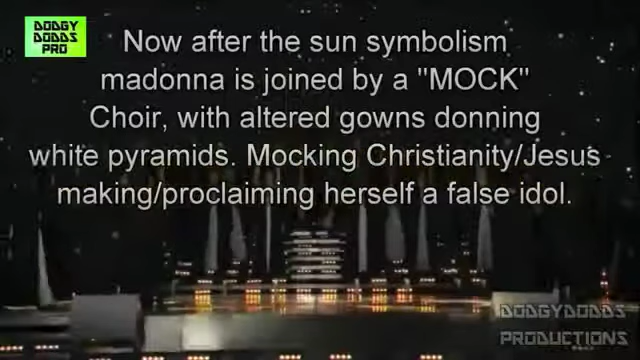 DODGY
DODDS
PRO
Now after the sun symbolism
madonna is joined by a "MOCK"
Choir, with altered gowns donning
white pyramids. Mocking Christianity/Jesus
making/proclaiming herself a false idol.
DODGYDODDS
PRODUCTIONS